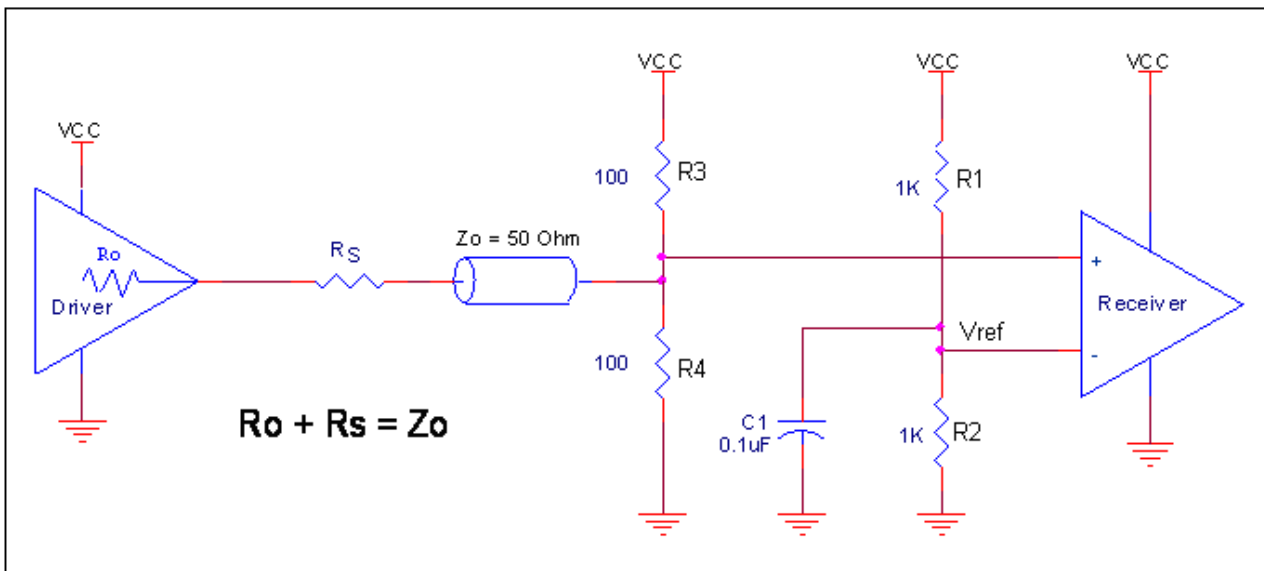 VCC
VCC
VCC
VCC
R3
100
R1
1K
Ro
Driver
RS
Zo = 50 Ohm
+
Receiver
Vref
-
R4
100
Ro + Rs = Zo
C1
0.1uF
1K
R2